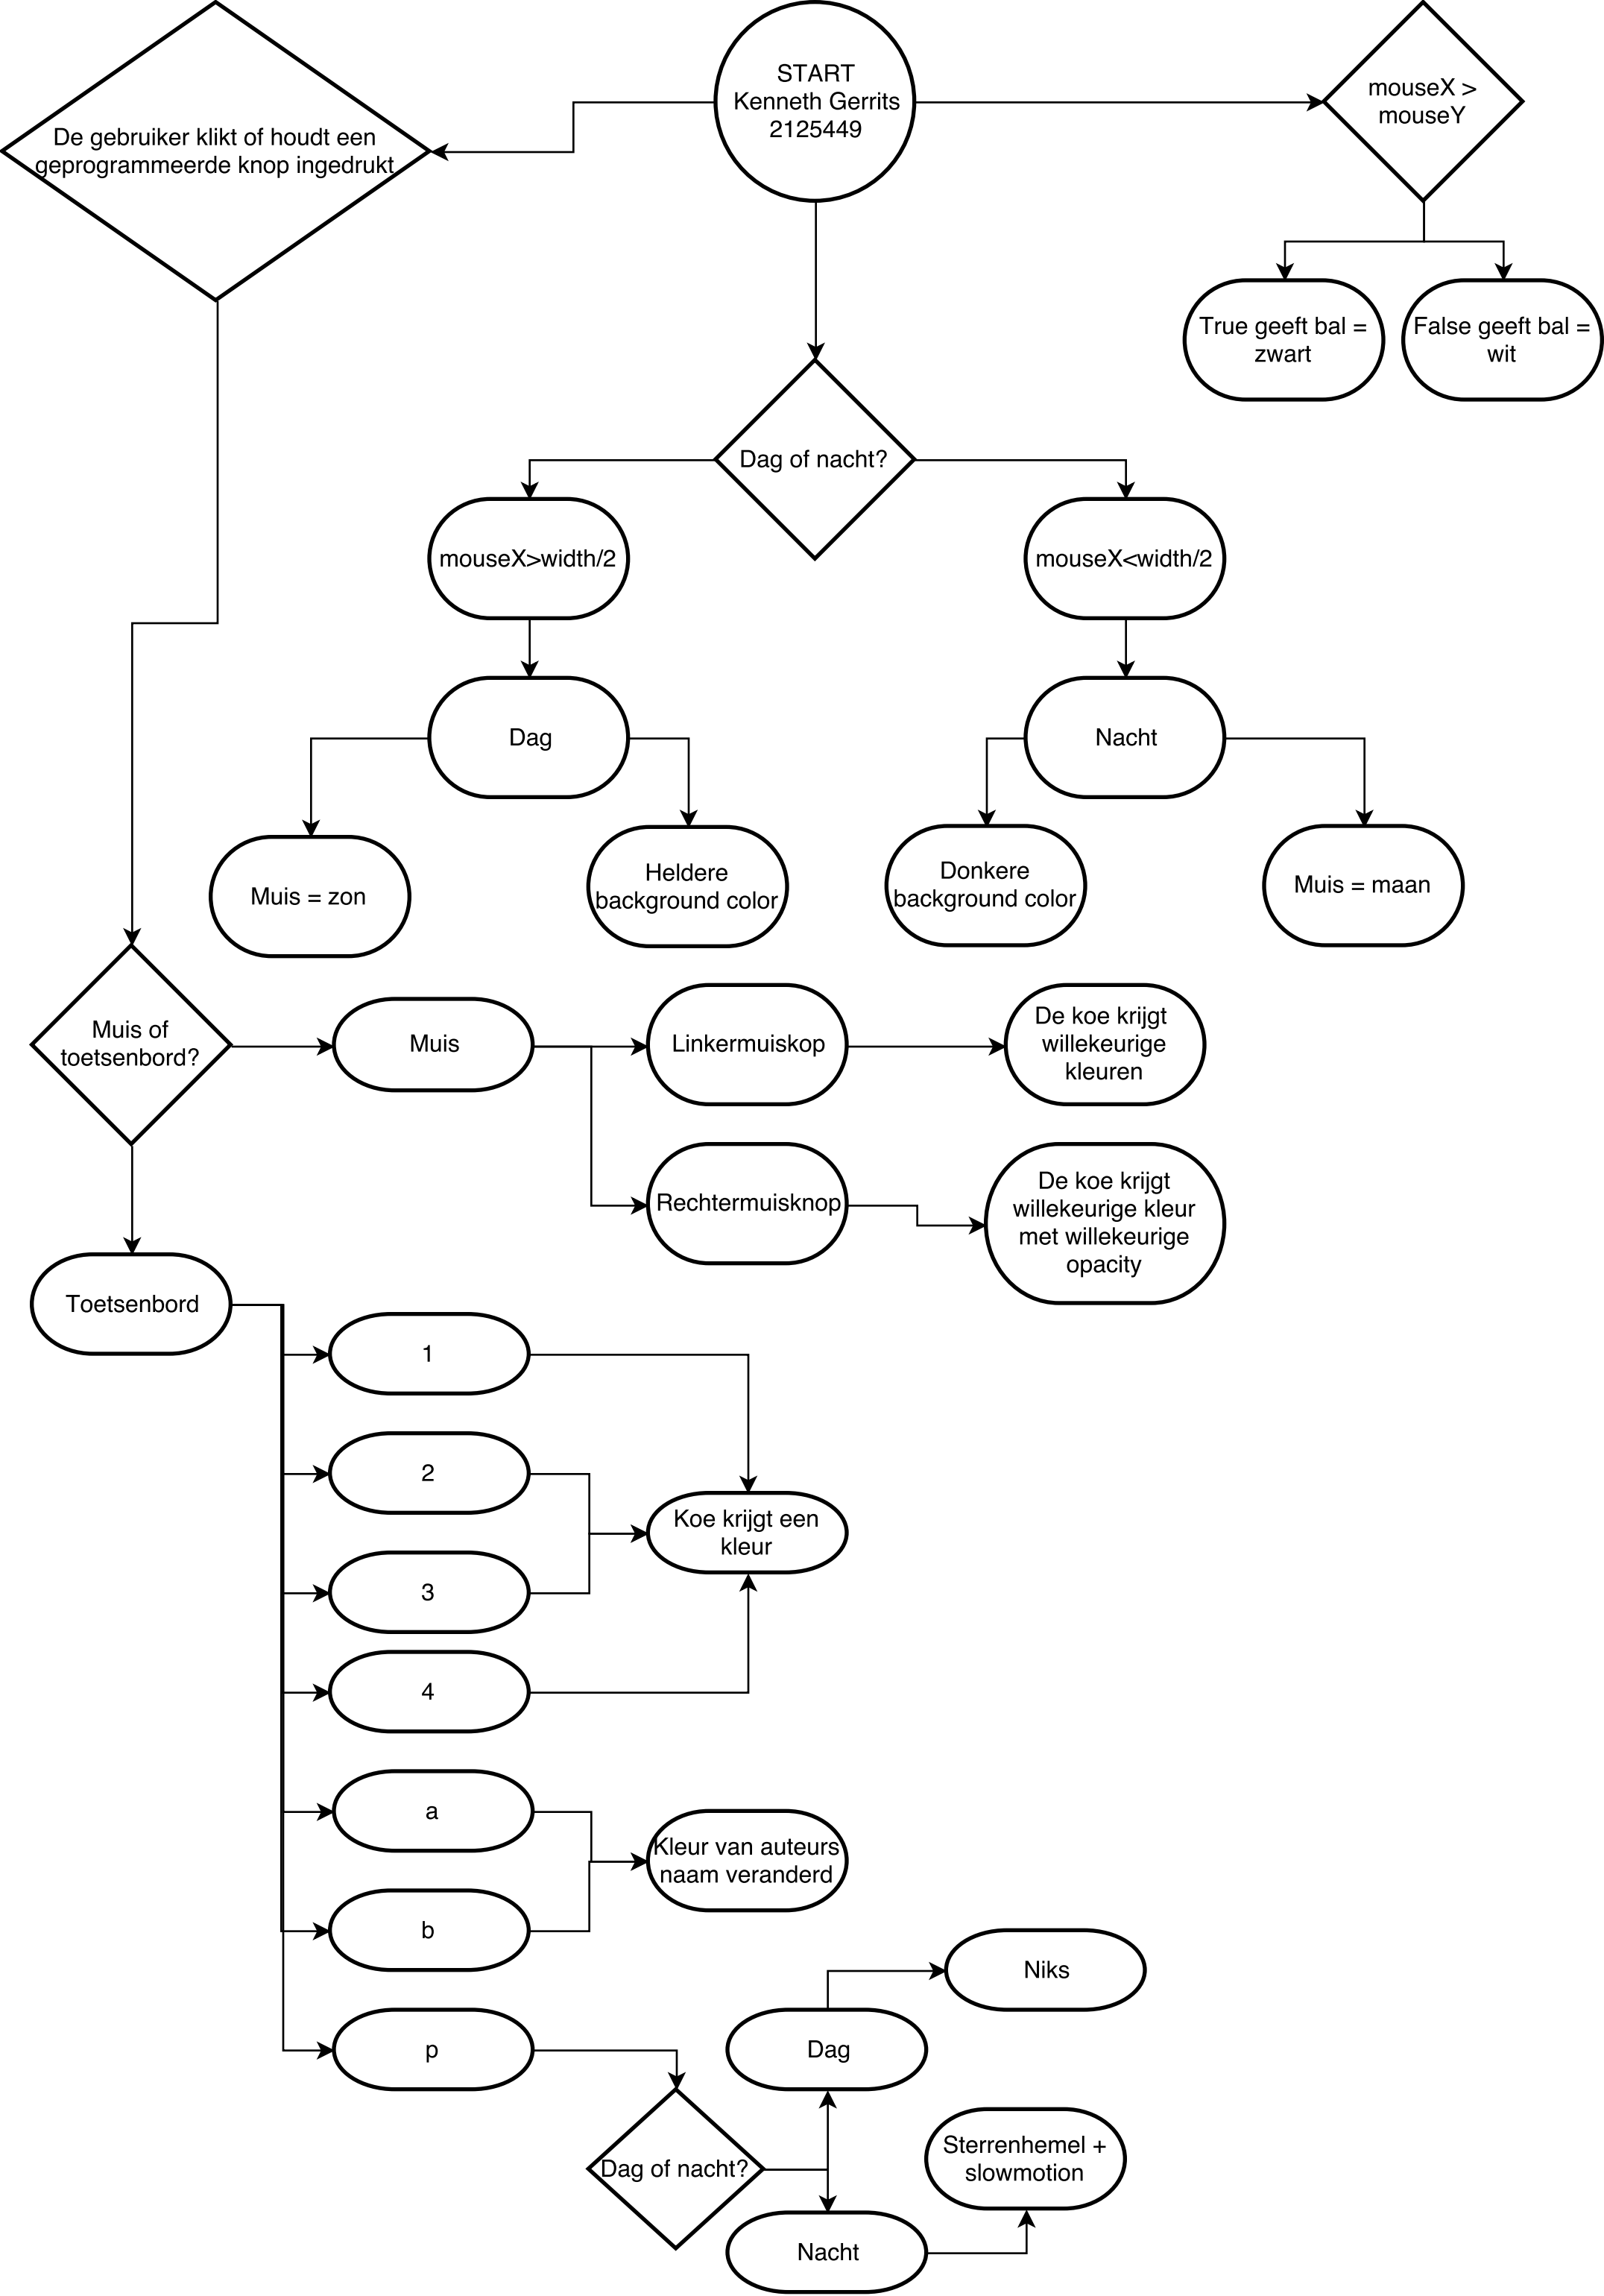 START
Kenneth Gerrits
2125449
De gebruiker klikt of houdt een
geprogrammeerde knop ingedrukt
mouseX >
mouseY
True geeft bal =
zwart
False geeft bal =
wit
Dag of nacht?
mouseX>width/2
mouseX<width/2
Dag
Nacht
Muis = zon
Heldere
background color
Donkere
background color
Muis = maan
Muis of
toetsenbord?
Muis
Linkermuiskop
De koe krijgt
willekeurige
kleuren
Rechtermuisknop
De koe krijgt
willekeurige kleur
met willekeurige
opacity
Toetsenbord
1
2
Koe krijgt een
kleur
3
4
a
Kleur van auteurs
naam veranderd
b
Niks
p
Dag
Dag of nacht?
Sterrenhemel +
slowmotion
Nacht